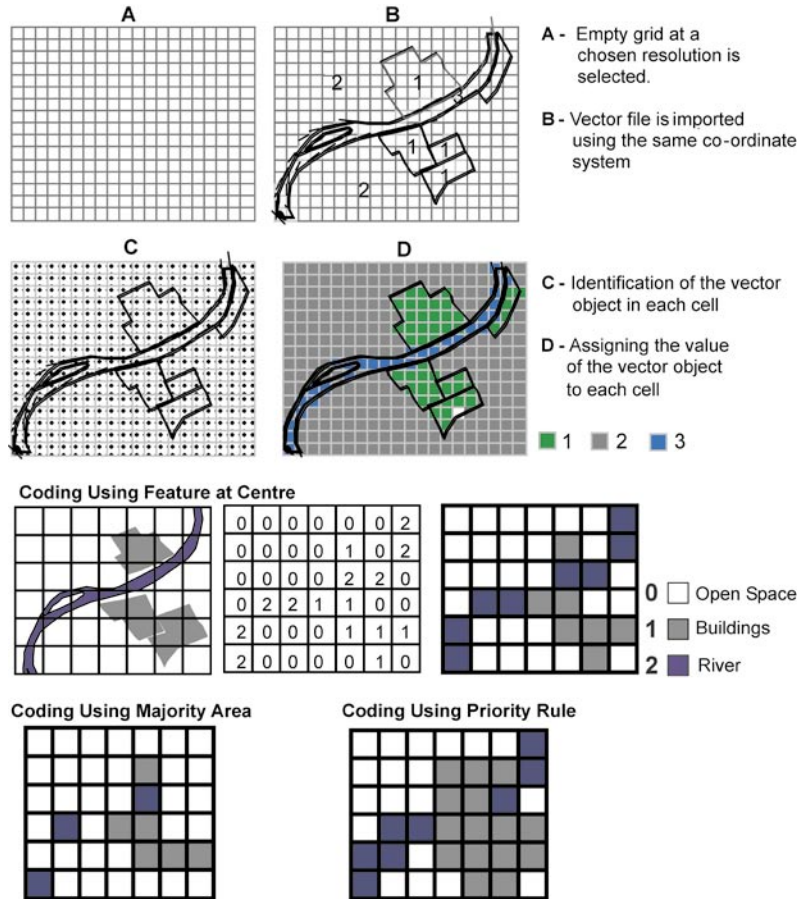 A
B
A - Empty grid at a
chosen resolution is
selected.
B - Vector file is imported
using the same co-ordinate
system
2
1
3
1
1
1
2
C
D
C - Identification of the vector
object in each cell
D - Assigning the value
of the vector object
to each cell
1 2 3
Coding Using Feature at Centre
0 0 0 0 0 0 2
0 0 0 0 1 0 2
0 0 0 0 2 2 0
0 2 2 1 1 0 0
2 0 0 0 1 1 1
2 0 0 0 0 1 0
0 Open Space
1 Buildings
2 River
Coding Using Majority Area
Coding Using Priority Rule